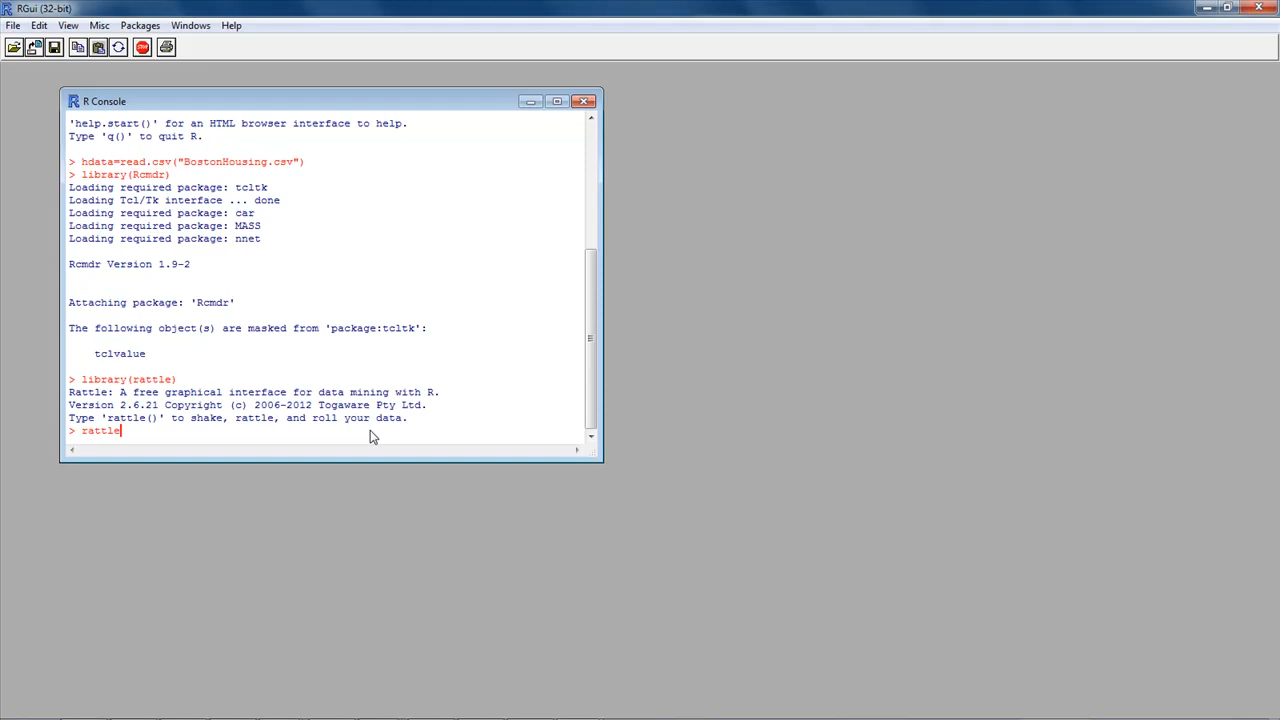 RGui (32-bit)
File Edit View Misc Packages Windows Help
STOP
R Console
'help.start()' for an HTML browser interface to help.
Type 'q()' to quit R.
> hdata=read.csv("BostonHousing.csv")
> library(Rcmdr)
Loading required package: tcltk
Loading Tcl/Tk interface ... done
Loading required package: car
Loading required package: MASS
Loading required package: nnet
Rcmdr Version 1.9-2
Attaching package: 'Rcmdr'
The following object(s) are masked from 'package:tcltk':
tclvalue
> library(rattle)
Rattle: A free graphical interface for data mining with R.
Version 2.6.21 Copyright (c) 2006-2012 Togaware Pty Ltd.
Type 'rattle()' to shake, rattle, and roll your data.
> rattle